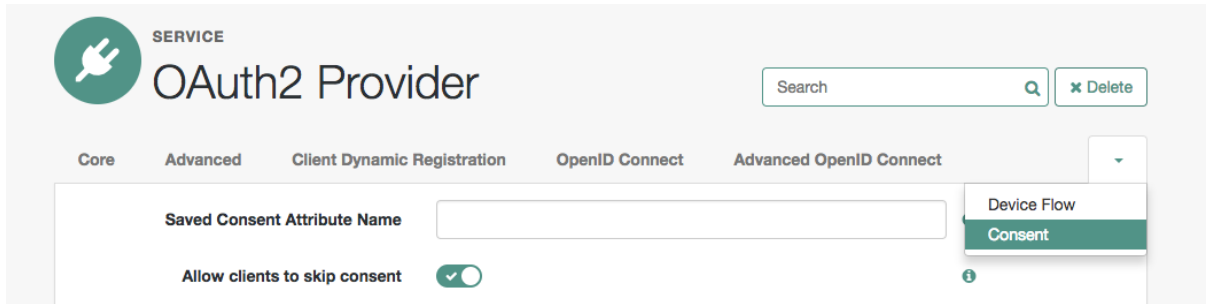 SERVICE
OAuth2 Provider
Search
Delete
Core Advanced Client Dynamic Registration OpenID Connect Advanced OpenID Connect
Device Flow
Consent
Saved Consent Attribute Name
Allow clients to skip consent